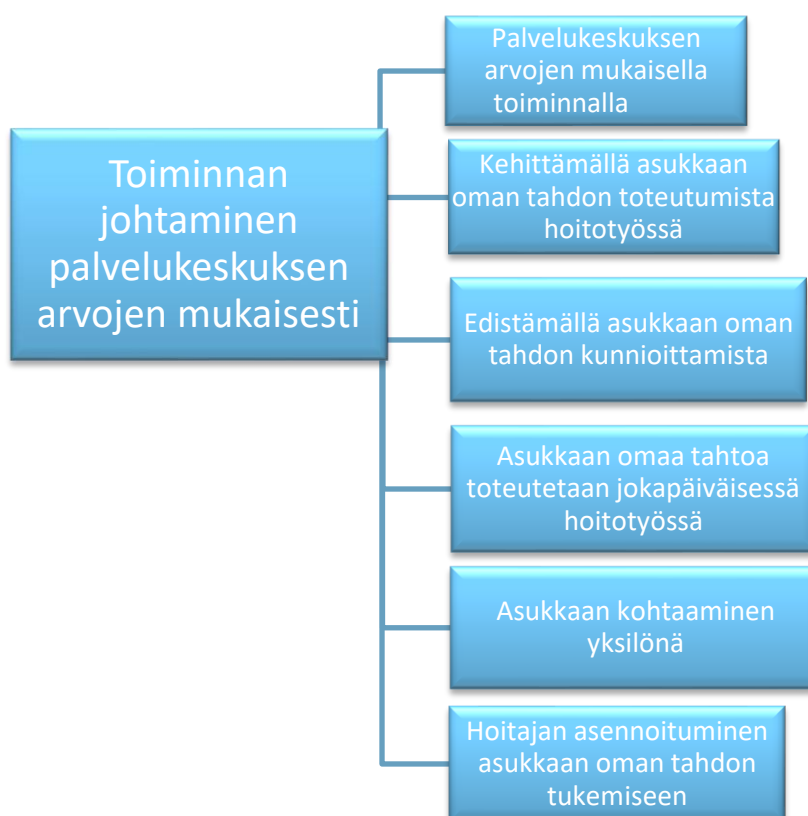 Toiminnan
johtaminen
palvelukeskuksen
arvojen mukaisesti
Palvelukeskuksen
arvojen mukaisella
toiminnalla
Kehittämällä asukkaan
oman tahdon toteutumista
hoitotyössä
Edistämällä asukkaan oman
tahdon kunnioittamista
Asukkaan omaa tahtoa
toteutetaan jokapäiväisessä
hoitotyössä
Asukkaan kohtaaminen
yksilönä
Hoitajan asennoituminen
asukkaan oman tahdon
tukemiseen